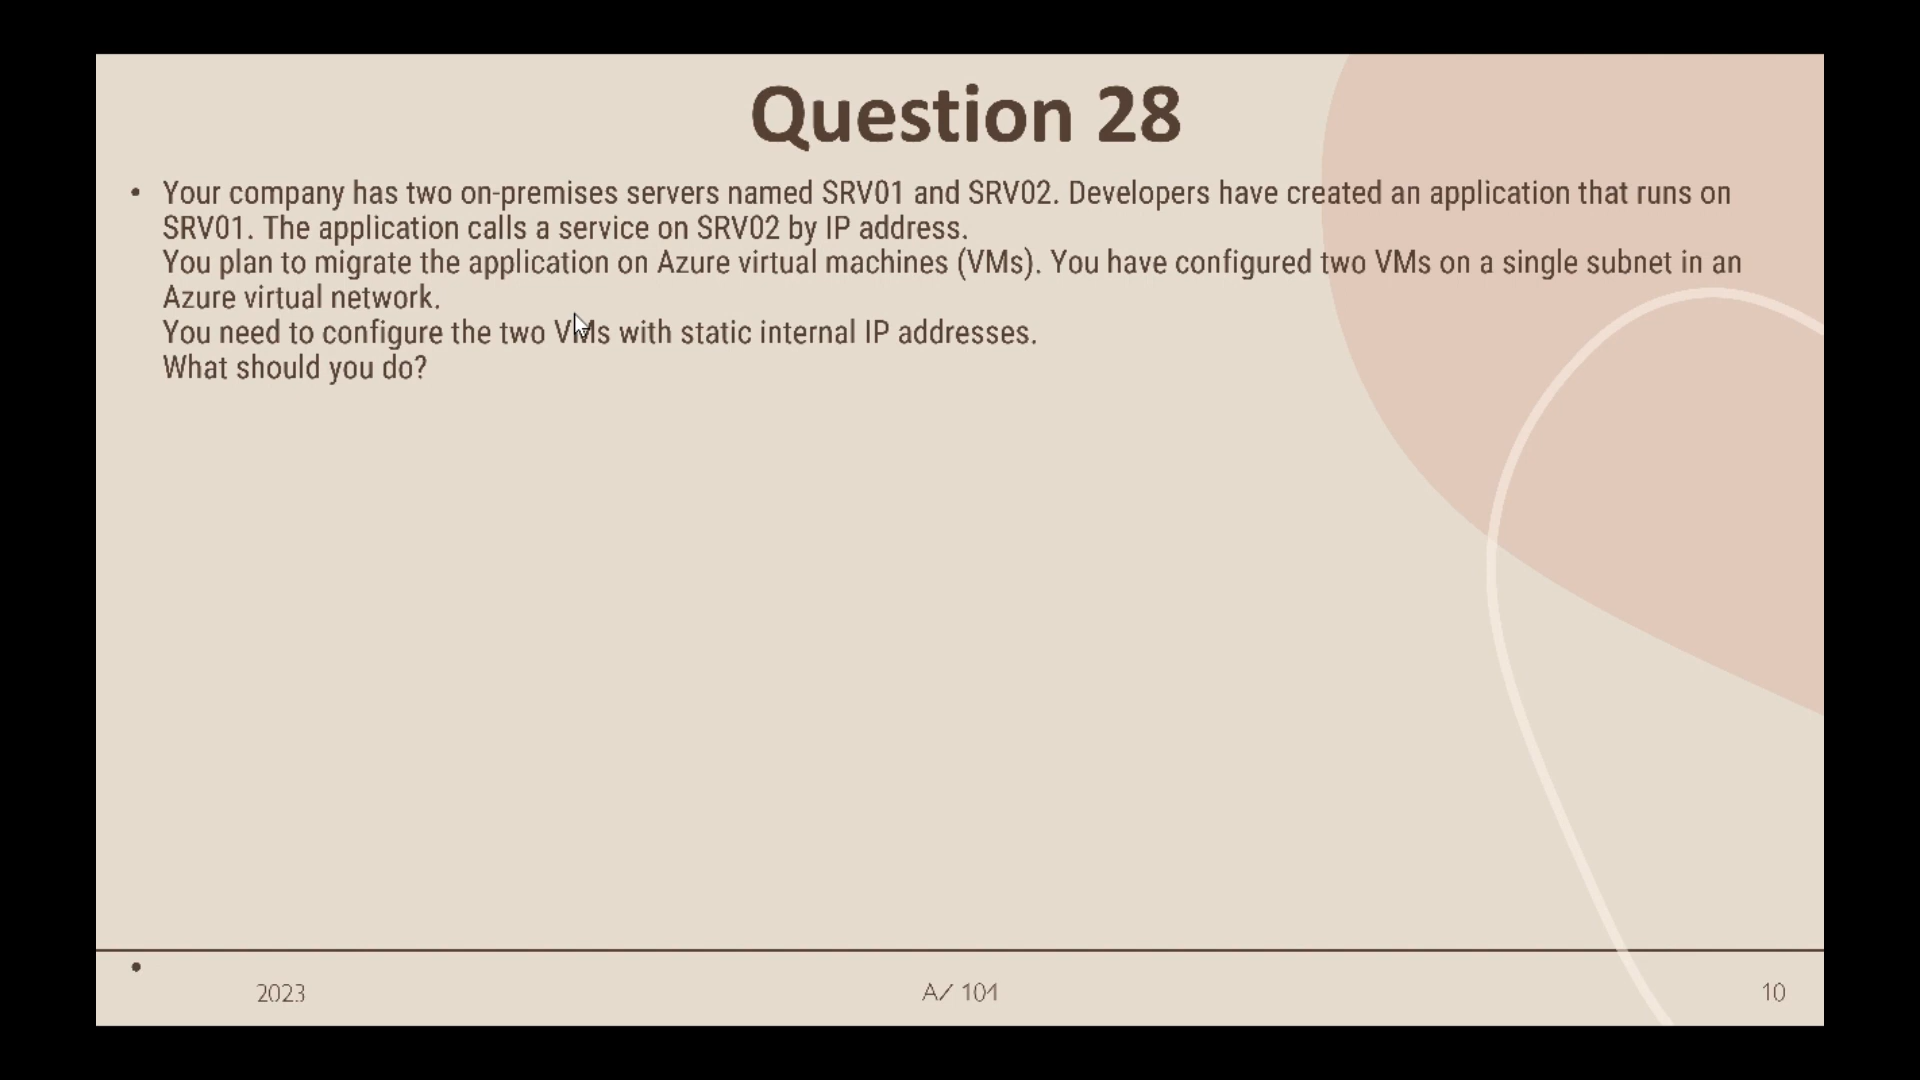 Question 28
• Your company has two on-premises servers named SRV01 and SRV02. Developers have created an application that runs on
SRV01. The application calls a service on SRV02 by IP address.
You plan to migrate the application on Azure virtual machines (VMs). You have configured two VMs on a single subnet in an
Azure virtual network.
You need to configure the two VMs with static internal IP addresses.
What should you do?
•
2023
A/ 101
10